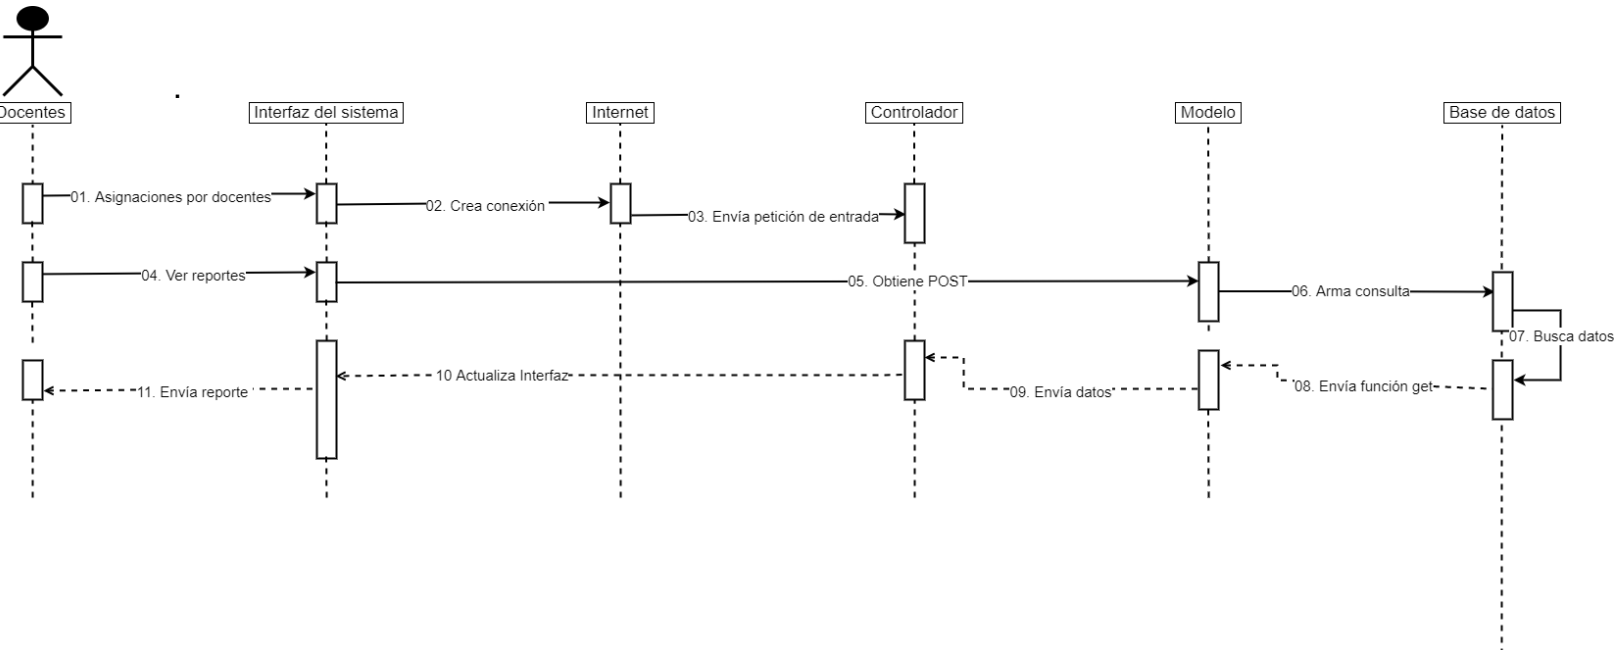 Docentes
Interfaz del sistema
Internet
Controlador
Modelo
Base de datos
01. Asignaciones por docentes
02. Crea conexión
03. Envía petición de entrada
04. Ver reportes
05. Obtiene POST
06. Arma consulta
07. Busca datos
08. Envía función get
09. Envía datos
10 Actualiza Interfaz
11. Envía reporte